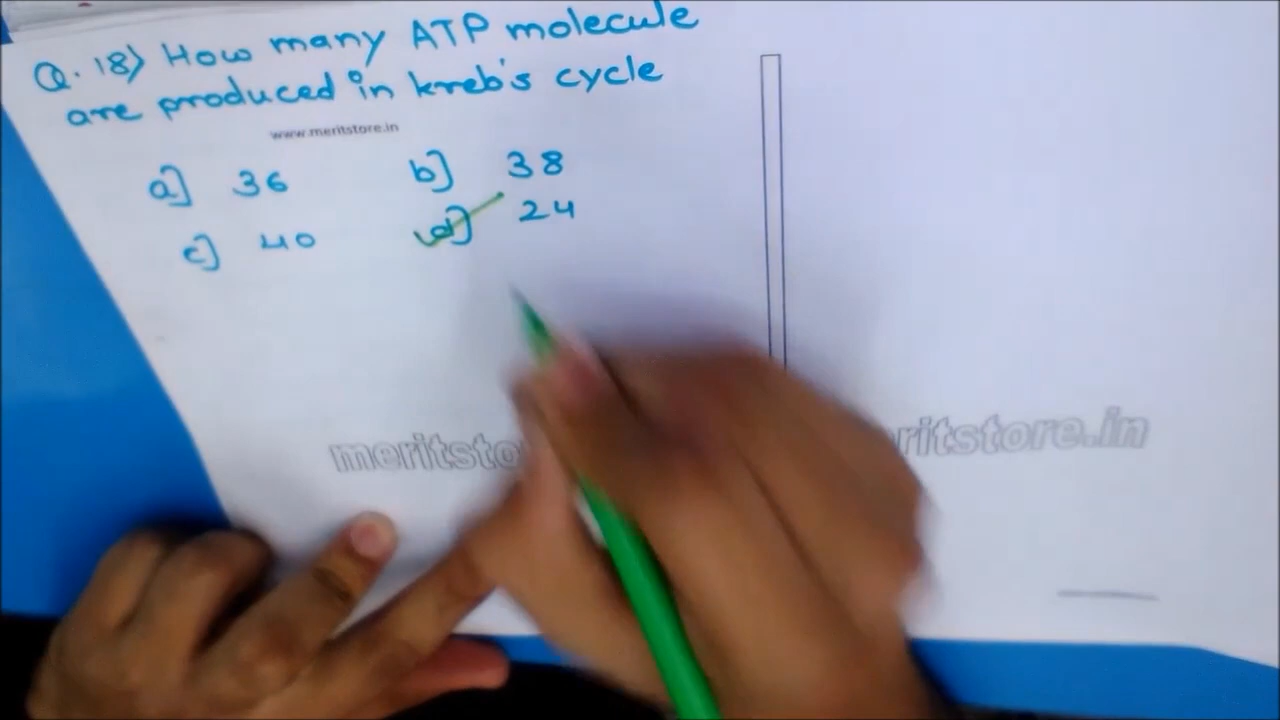 Q. 18) How many ATP molecule
are produced in kreb's cycle
www.meritstore.in
a] 36 b] 38
c] 40 d] 24
meritsto ritstore.in